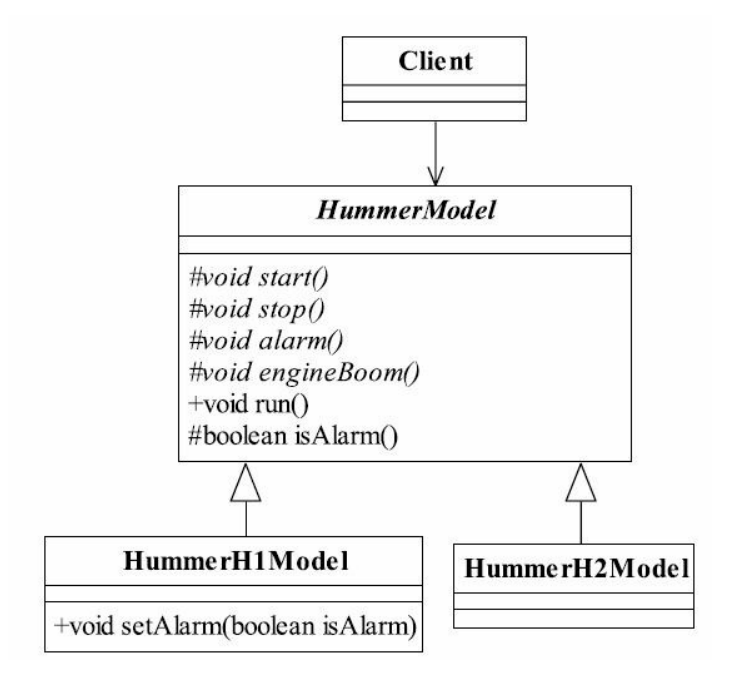 Client
HummerModel
#void start()
#void stop()
#void alarm()
#void engineBoom()
+void run()
#boolean isAlarm()
HummerH1Model
+void setAlarm(boolean isAlarm)
HummerH2Model